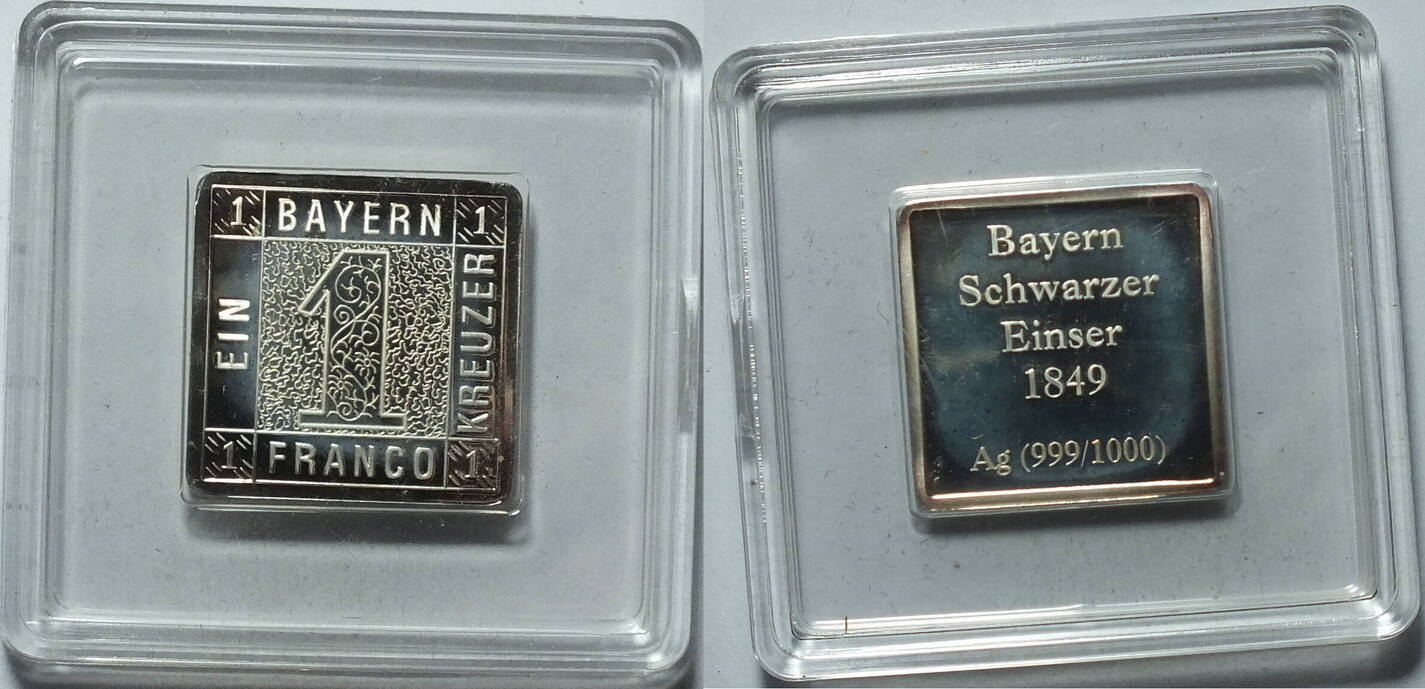 1 BAYERN 1
EIN
1
KREUZER
1 FRANCO 1
Bayern
Schwarzer
Einser
1849
Ag (999/1000)